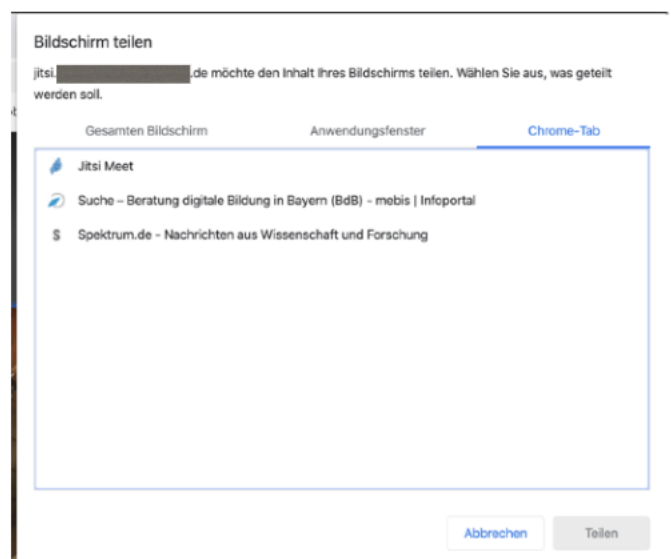 Bildschirm teilen
jitsi. .de möchte den Inhalt Ihres Bildschirms teilen. Wählen Sie aus, was geteilt
werden soll.
Gesamten Bildschirm Anwendungsfenster Chrome-Tab
Jitsi Meet
Suche – Beratung digitale Bildung in Bayern (BdB) – mebis | Infoportal
S Spektrum.de – Nachrichten aus Wissenschaft und Forschung
Abbrechen Teilen